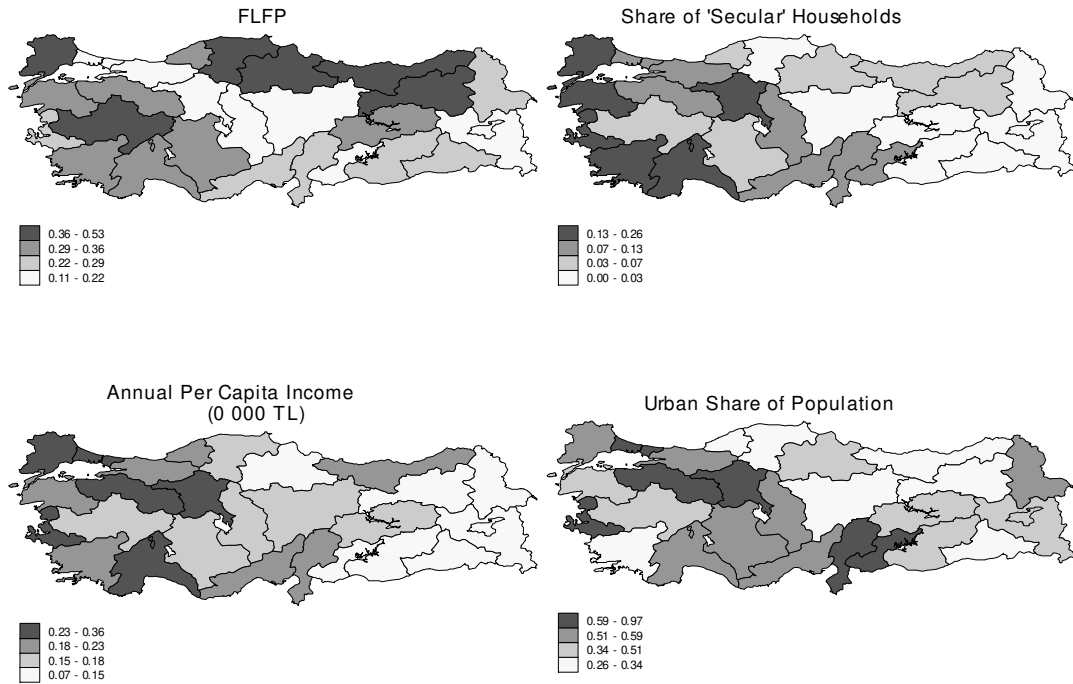 FLFP
0.36 - 0.53
0.29 - 0.36
0.22 - 0.29
0.11 - 0.22
Share of 'Secular' Households
0.13 - 0.26
0.07 - 0.13
0.03 - 0.07
0.00 - 0.03
Annual Per Capita Income
(0 000 TL)
0.23 - 0.36
0.18 - 0.23
0.15 - 0.18
0.07 - 0.15
Urban Share of Population
0.59 - 0.97
0.51 - 0.59
0.34 - 0.51
0.26 - 0.34